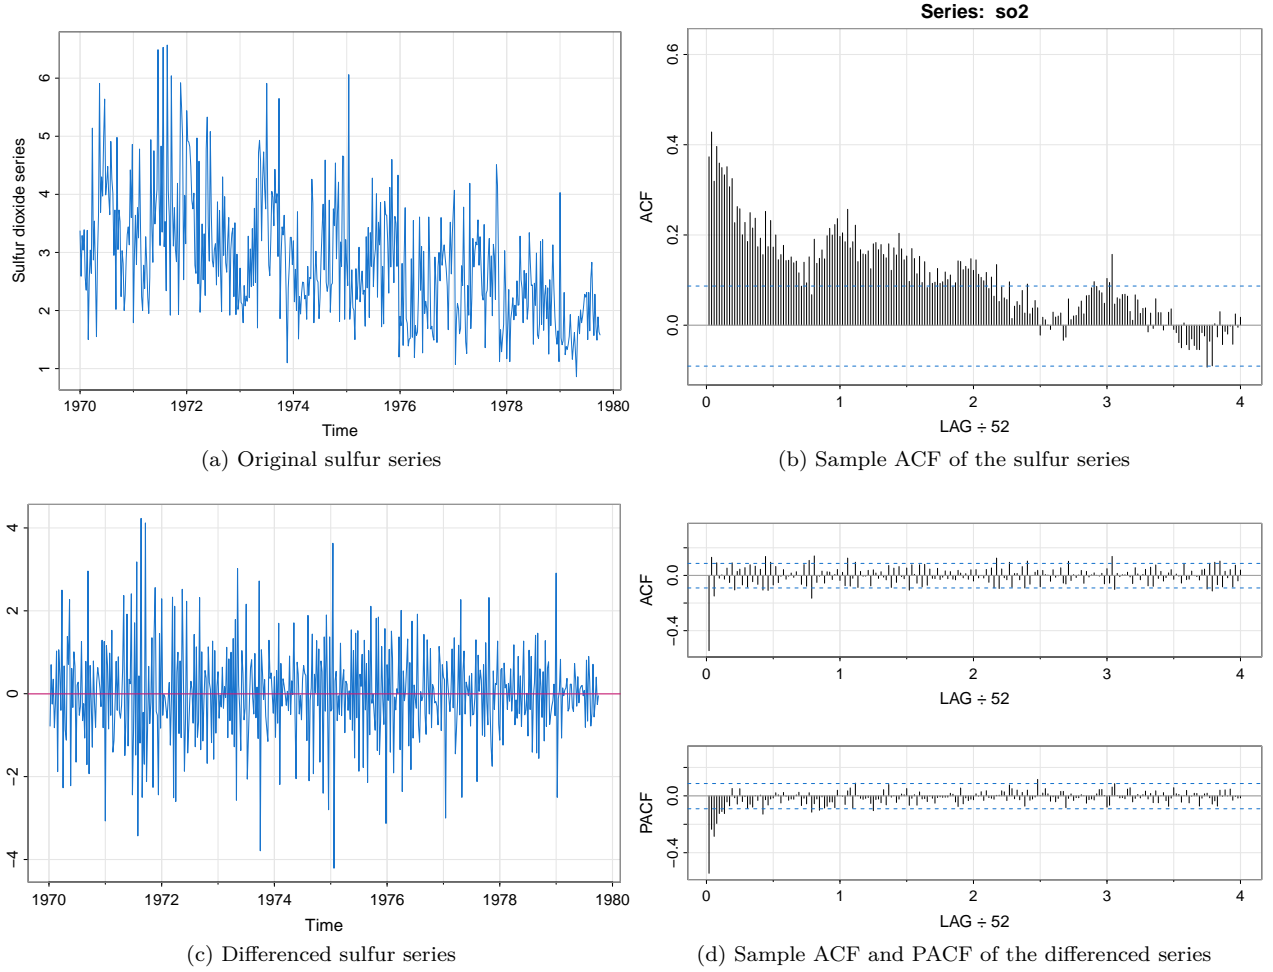 Sulfur dioxide series
6
5
4
3
2
1
1970 1972 1974 1976 1978 1980
Time
(a) Original sulfur series
Series: so2
ACF
0.6
0.4
0.2
0.0
0 1 2 3 4
LAG ÷ 52
(b) Sample ACF of the sulfur series
4
2
0
−2
−4
1970 1972 1974 1976 1978 1980
Time
(c) Differenced sulfur series
ACF
0.0
−0.4
0 1 2 3 4
LAG ÷ 52
PACF
0.0
−0.4
0 1 2 3 4
LAG ÷ 52
(d) Sample ACF and PACF of the differenced series